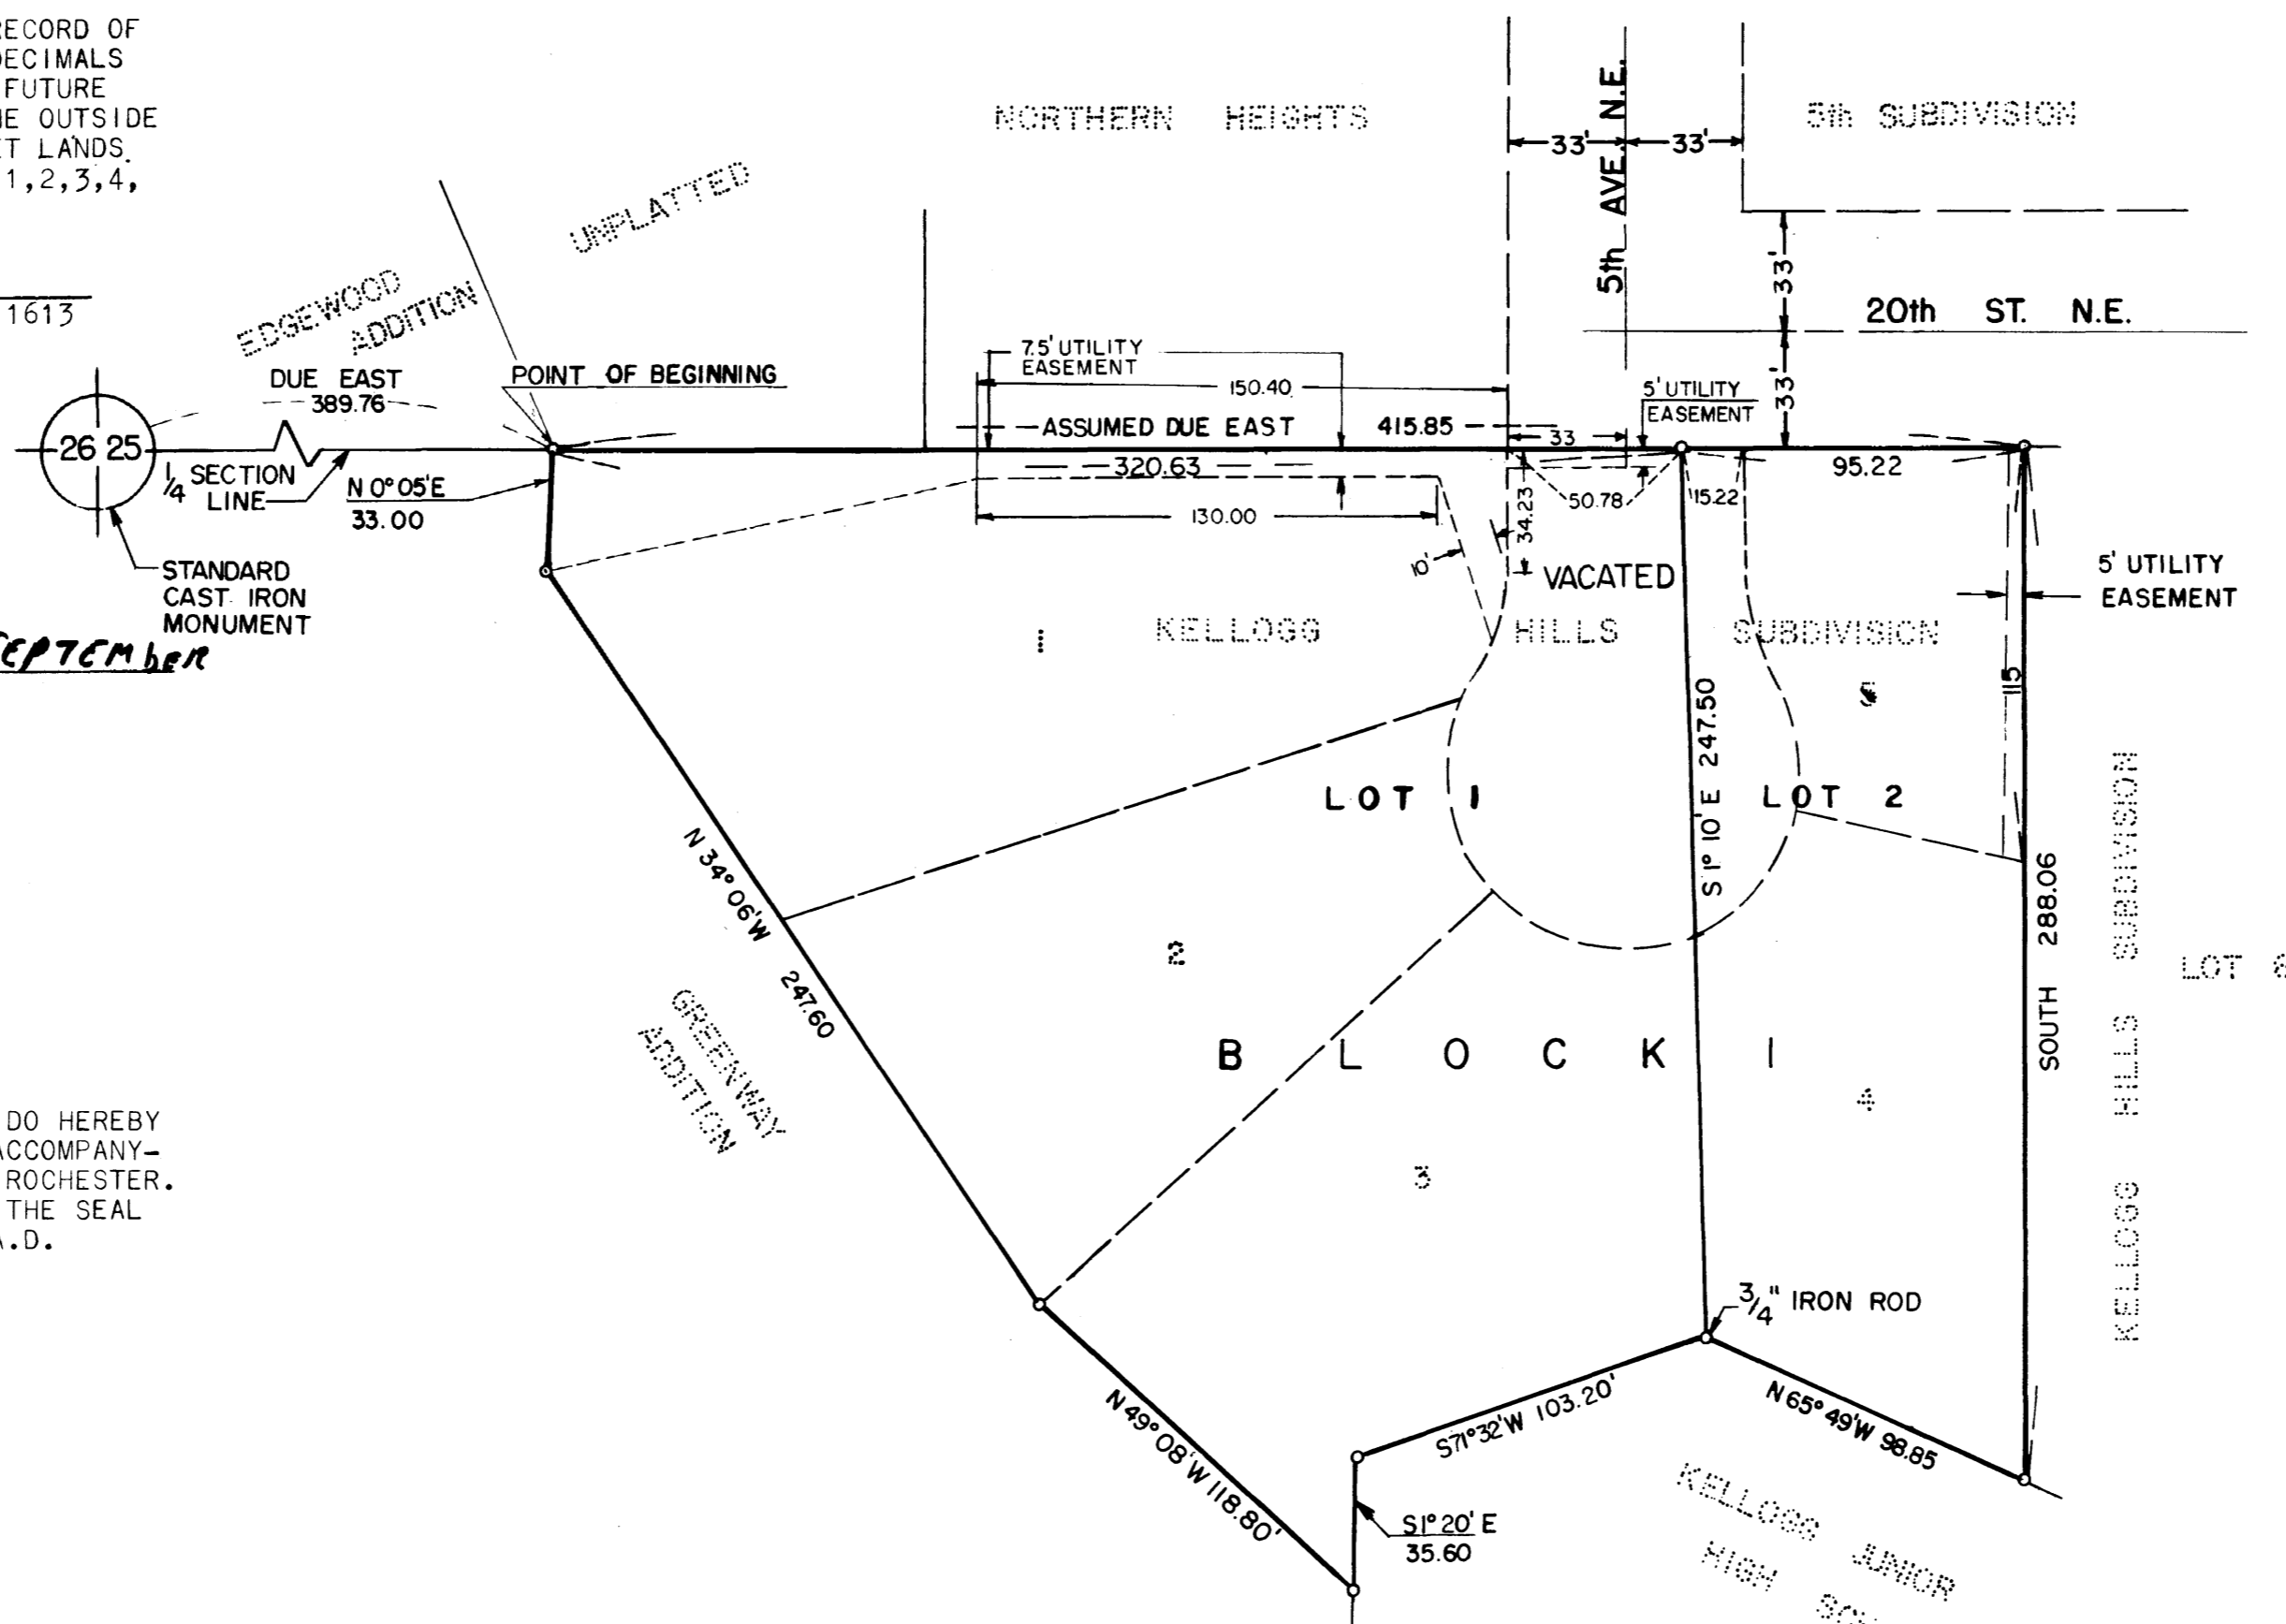 RECORD OF
DECIMALS
FUTURE
OUTSIDE
LANDS.
1,2,3,4,
1613
SEPTEMBER
DO HEREBY
ACCOMPANY-
ROCHESTER.
THE SEAL
A.D.
NORTHERN HEIGHTS
5th SUBDIVISION
33'
33'
5th AVE. N.E.
UNPLATTED
EDGEWOOD
ADDITION
33'
20th ST. N.E.
33'
DUE EAST
389.76
POINT OF BEGINNING
7.5' UTILITY
EASEMENT
150.40
5' UTILITY
EASEMENT
ASSUMED DUE EAST 415.85
33
26 25
1/4 SECTION
LINE
N 0° 05' E
33.00
320.63
130.00
34.23
50.78
15.22
95.22
10'
STANDARD
CAST IRON
MONUMENT
VACATED
5' UTILITY
EASEMENT
1
KELLOGG HILLS SUBDIVISION
5
115
S 1° 10' E 247.50
LOT 1
LOT 2
N 34° 06' W 247.60
SOUTH 288.06
KELLOGG HILLS SUBDIVISION
LOT
2
GREENWAY
ADDITION
BLOCK 1
4
3
3/4" IRON ROD
N 49° 08' W 118.80'
S 71° 32' W 103.20'
N 65° 49' W 98.85
S 1° 20' E
35.60
KELLOGG JUNIOR
HIGH